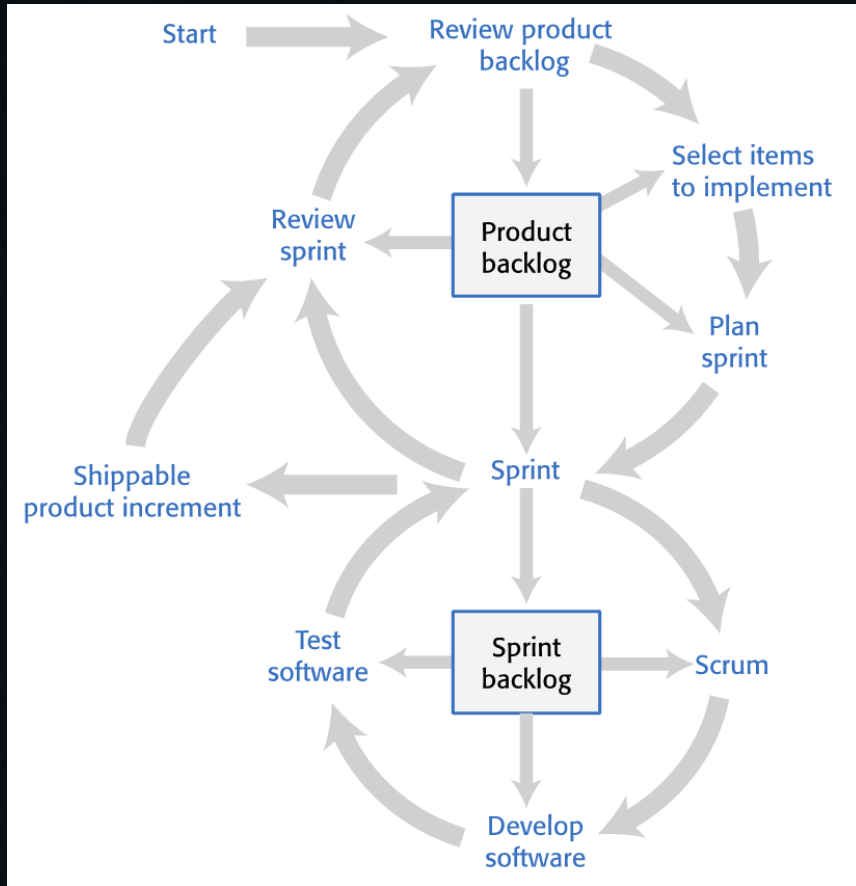 Start
Review product
backlog
Select items
to implement
Review
sprint
Product
backlog
Plan
sprint
Sprint
Shippable
product increment
Test
software
Sprint
backlog
Scrum
Develop
software